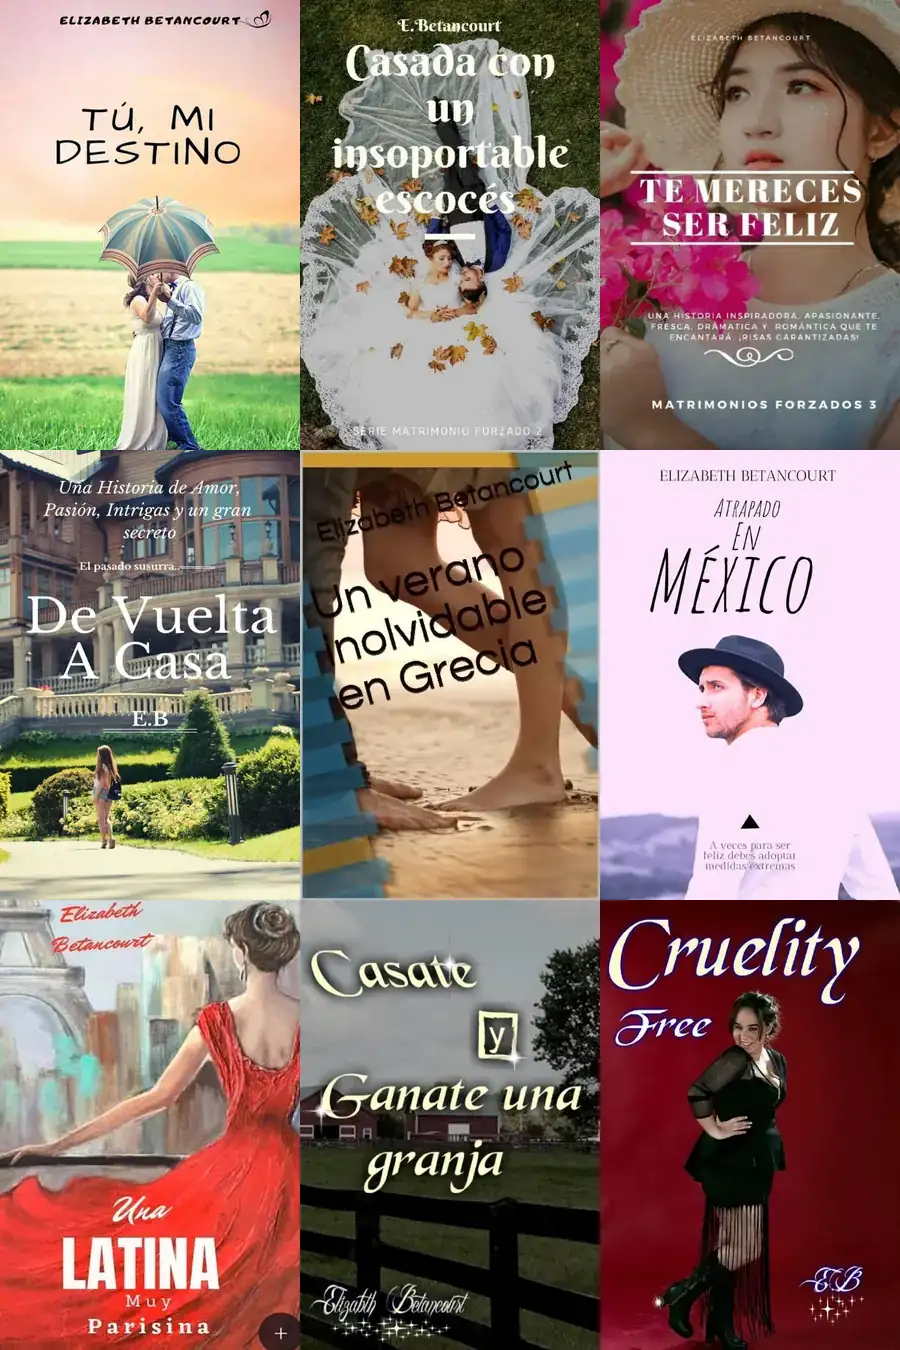 ELIZABETH BETANCOURT
TÚ, MI
DESTINO
E. Betancourt
Casada con
un
insoportable
escocés
SERIE MATRIMONIO FORZADO 2
ELIZABETH BETANCOURT
TE MERECES
SER FELIZ
UNA HISTORIA INSPIRADORA, APASIONANTE,
FRESCA, DRÁMATICA Y ROMÁNTICA QUE TE
ENCANTARÁ. ¡RISAS GARANTIZADAS!
MATRIMONIOS FORZADOS 3
Una Historia de Amor,
Pasión, Intrigas y un gran
secreto
El pasado susurra..
De Vuelta
A Casa
E.B
Elizabeth Betancourt
Un verano
inolvidable
en Grecia
ELIZABETH BETANCOURT
ATRAPADO
EN
MÉXICO
A veces para ser
feliz debes adoptar
medidas extremas
Elizabeth
Betancourt
Una
LATINA
Muy
Parisina
+
Casate
y
Ganate una
granja
Elizabth Betancourt
Cruelity
Free
EB